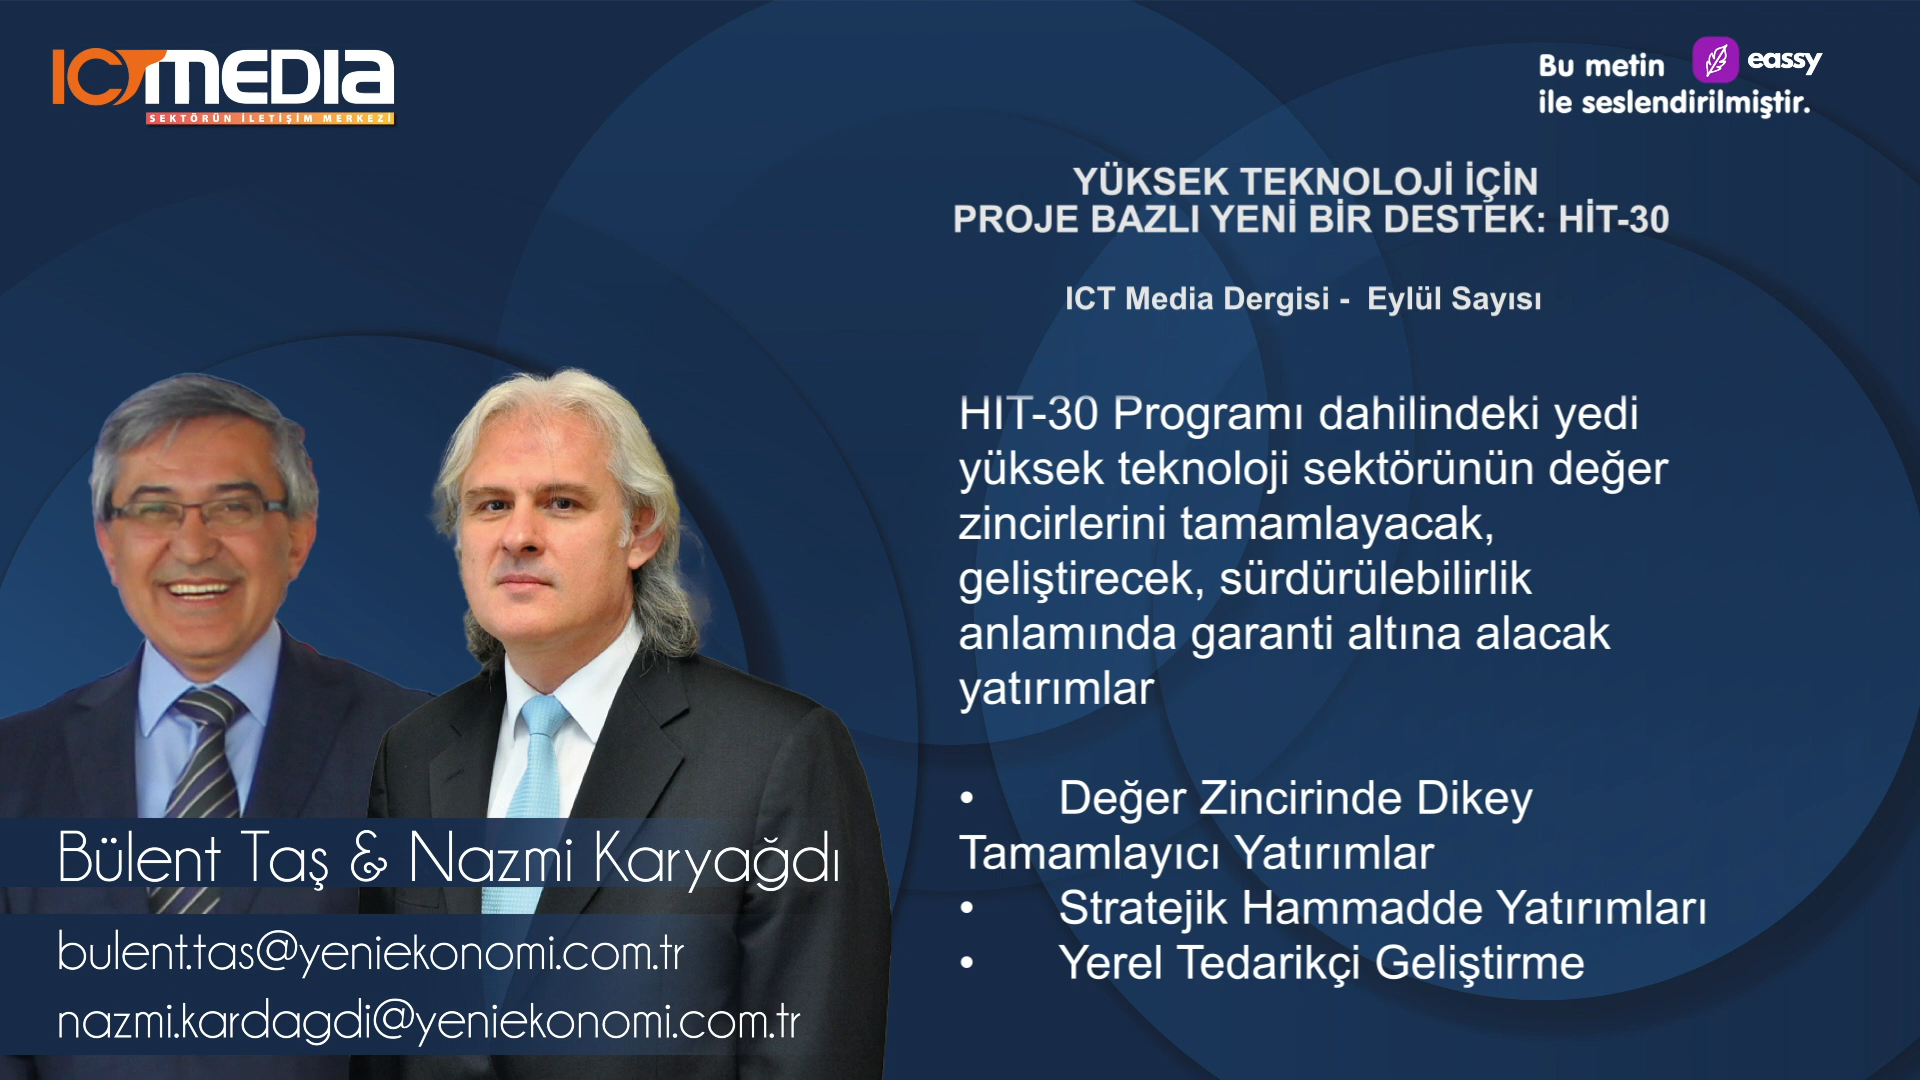 ICTMEDIA
SEKTÖRÜN İLETİŞİM MERKEZİ
Bu metin eassy
ile seslendirilmiştir.
YÜKSEK TEKNOLOJİ İÇİN
PROJE BAZLI YENİ BİR DESTEK: HİT-30
ICT Media Dergisi - Eylül Sayısı
HIT-30 Programı dahilindeki yedi
yüksek teknoloji sektörünün değer
zincirlerini tamamlayacak,
geliştirecek, sürdürülebilirlik
anlamında garanti altına alacak
yatırımlar
• Değer Zincirinde Dikey
Tamamlayıcı Yatırımlar
• Stratejik Hammadde Yatırımları
• Yerel Tedarikçi Geliştirme
Bülent Taş & Nazmi Karyağdı
bulent.tas@yeniekonomi.com.tr
nazmi.kardagdi@yeniekonomi.com.tr